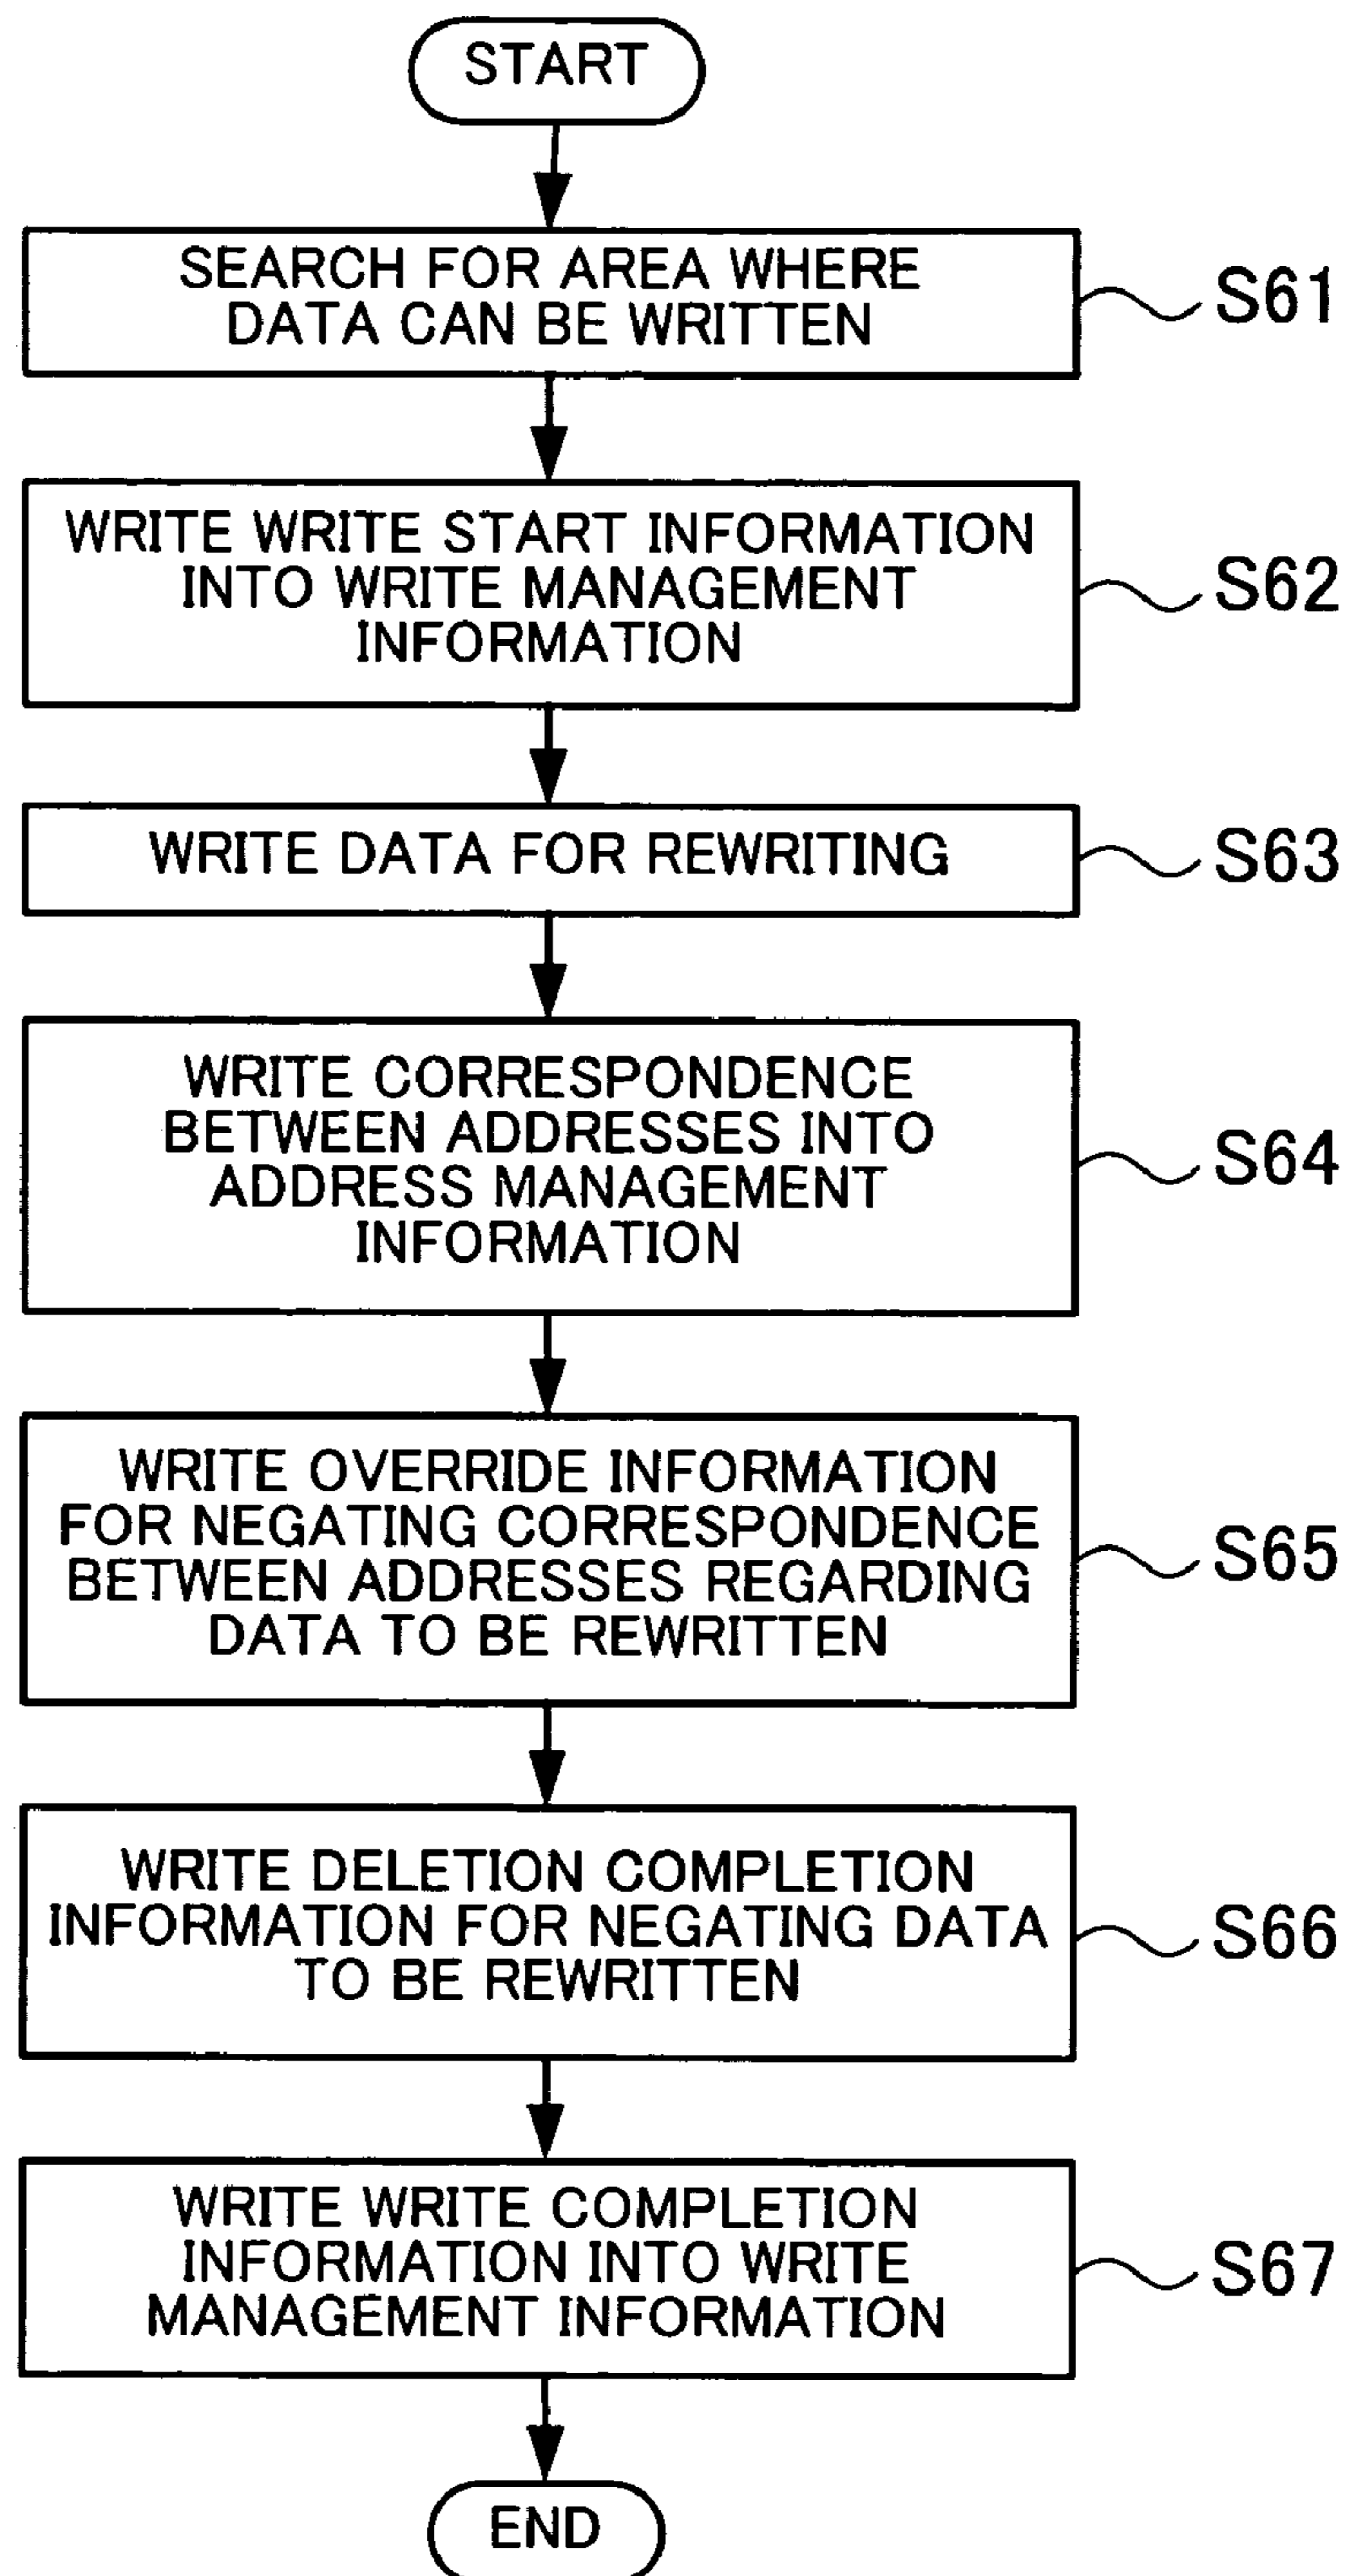 START
SEARCH FOR AREA WHERE
DATA CAN BE WRITTEN
S61
WRITE WRITE START INFORMATION
INTO WRITE MANAGEMENT
INFORMATION
S62
WRITE DATA FOR REWRITING
S63
WRITE CORRESPONDENCE
BETWEEN ADDRESSES INTO
ADDRESS MANAGEMENT
INFORMATION
S64
WRITE OVERRIDE INFORMATION
FOR NEGATING CORRESPONDENCE
BETWEEN ADDRESSES REGARDING
DATA TO BE REWRITTEN
S65
WRITE DELETION COMPLETION
INFORMATION FOR NEGATING DATA
TO BE REWRITTEN
S66
WRITE WRITE COMPLETION
INFORMATION INTO WRITE
MANAGEMENT INFORMATION
S67
END